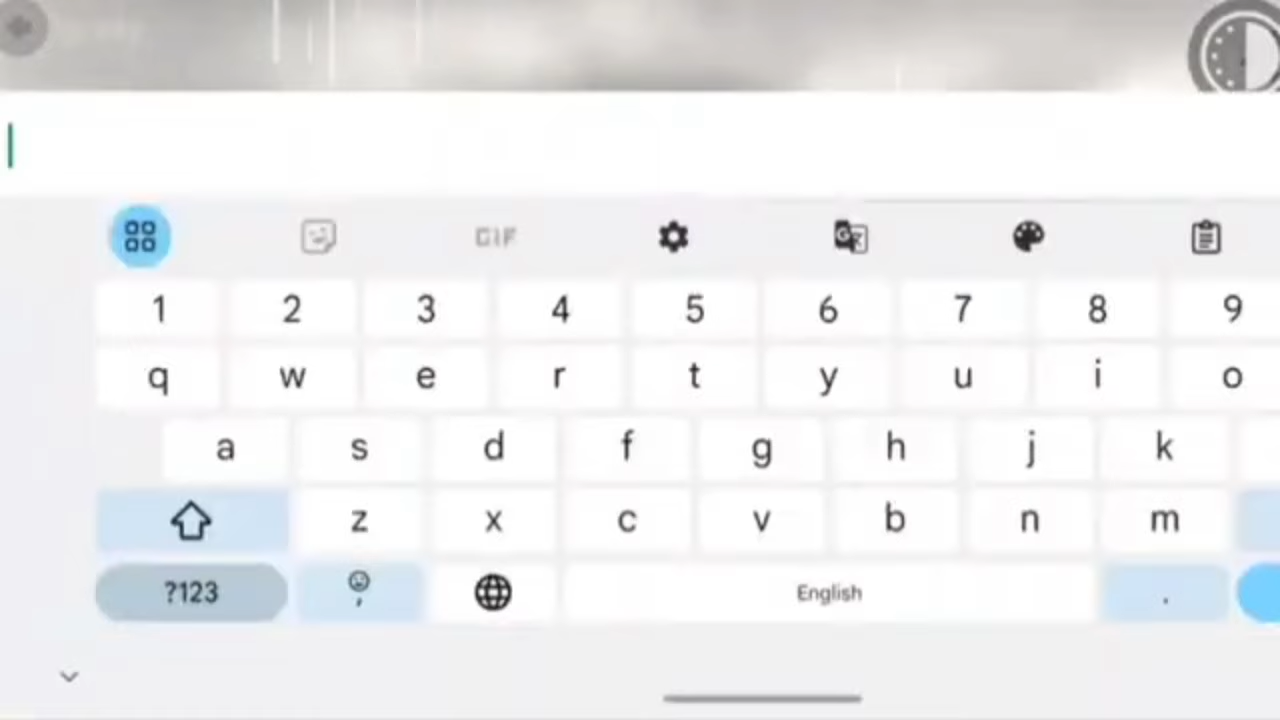 GIF
1 2 3 4 5 6 7 8 9
q w e r t y u i o
a s d f g h j k
z x c v b n m
?123 , English .